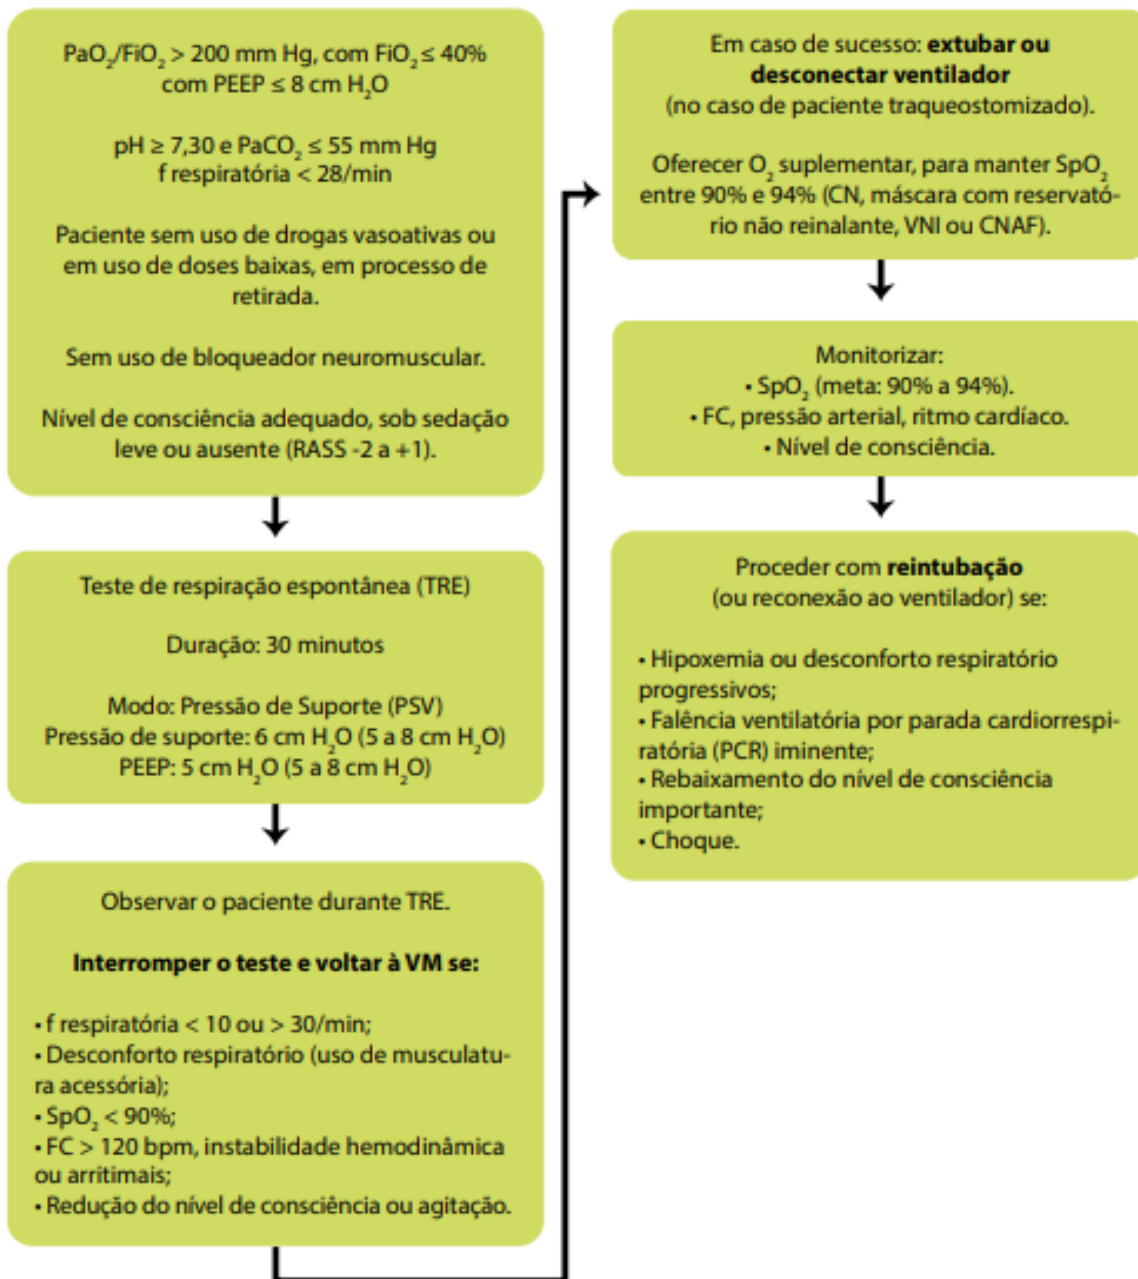 PaO₂/FiO₂ > 200 mm Hg, com FiO₂ ≤ 40%
com PEEP ≤ 8 cm H₂O
pH ≥ 7,30 e PaCO₂ ≤ 55 mm Hg
f respiratória < 28/min
Paciente sem uso de drogas vasoativas ou
em uso de doses baixas, em processo de
retirada.
Sem uso de bloqueador neuromuscular.
Nível de consciência adequado, sob sedação
leve ou ausente (RASS -2 a +1).
Teste de respiração espontânea (TRE)
Duração: 30 minutos
Modo: Pressão de Suporte (PSV)
Pressão de suporte: 6 cm H₂O (5 a 8 cm H₂O)
PEEP: 5 cm H₂O (5 a 8 cm H₂O)
Observar o paciente durante TRE.
Interromper o teste e voltar à VM se:
• f respiratória < 10 ou > 30/min;
• Desconforto respiratório (uso de musculatu-
ra acessória);
• SpO₂ < 90%;
• FC > 120 bpm, instabilidade hemodinâmica
ou arritimais;
• Redução do nível de consciência ou agitação.
Em caso de sucesso: extubar ou
desconectar ventilador
(no caso de paciente traqueostomizado).
Oferecer O₂ suplementar, para manter SpO₂
entre 90% e 94% (CN, máscara com reservató-
rio não reinalante, VNI ou CNAF).
Monitorizar:
• SpO₂ (meta: 90% a 94%).
• FC, pressão arterial, ritmo cardíaco.
• Nível de consciência.
Proceder com reintubação
(ou reconexão ao ventilador) se:
• Hipoxemia ou desconforto respiratório
progressivos;
• Falência ventilatória por parada cardiorrespi-
ratória (PCR) iminente;
• Rebaixamento do nível de consciência
importante;
• Choque.